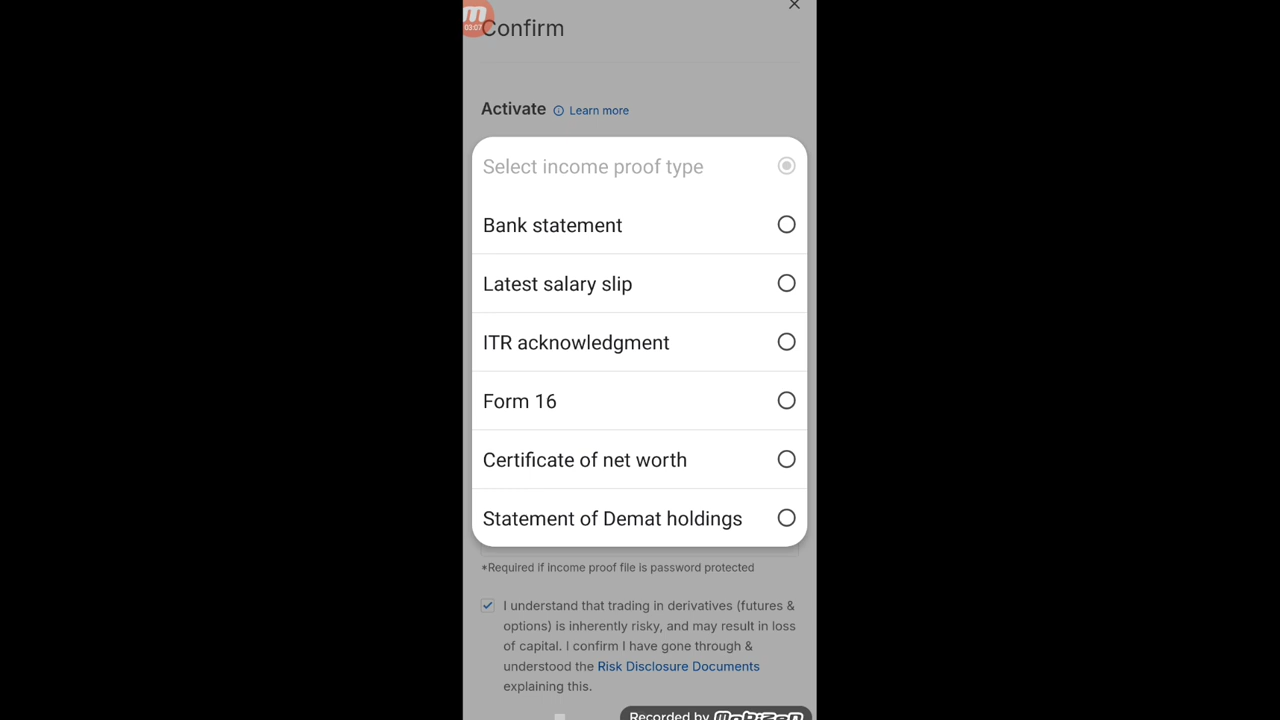 03:07
Confirm
Activate Learn more
Select income proof type
Bank statement
Latest salary slip
ITR acknowledgment
Form 16
Certificate of net worth
Statement of Demat holdings
*Required if Income proof file is password protected
I understand that trading in derivatives (futures &
options) is inherently risky, and may result in loss
of capital. I confirm I have gone through &
understood the Risk Disclosure Documents
explaining this.
Recorded by Mobizen